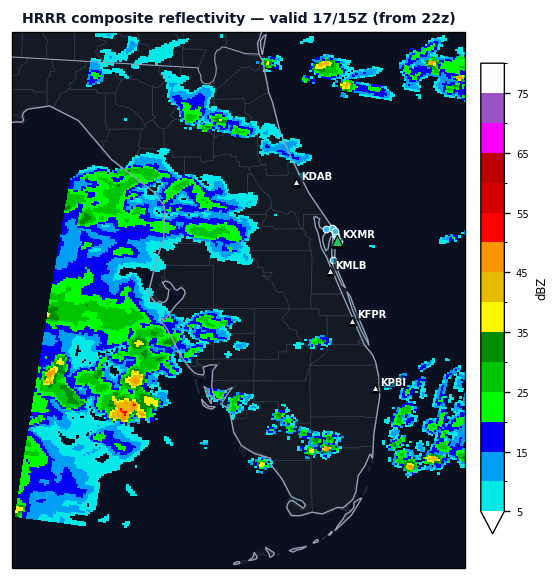 HRRR composite reflectivity — valid 17/15Z (from 22z)
KDAB
KXMR
KMLB
KFPR
KPBI
75
65
55
45
35
25
15
5
dBZ